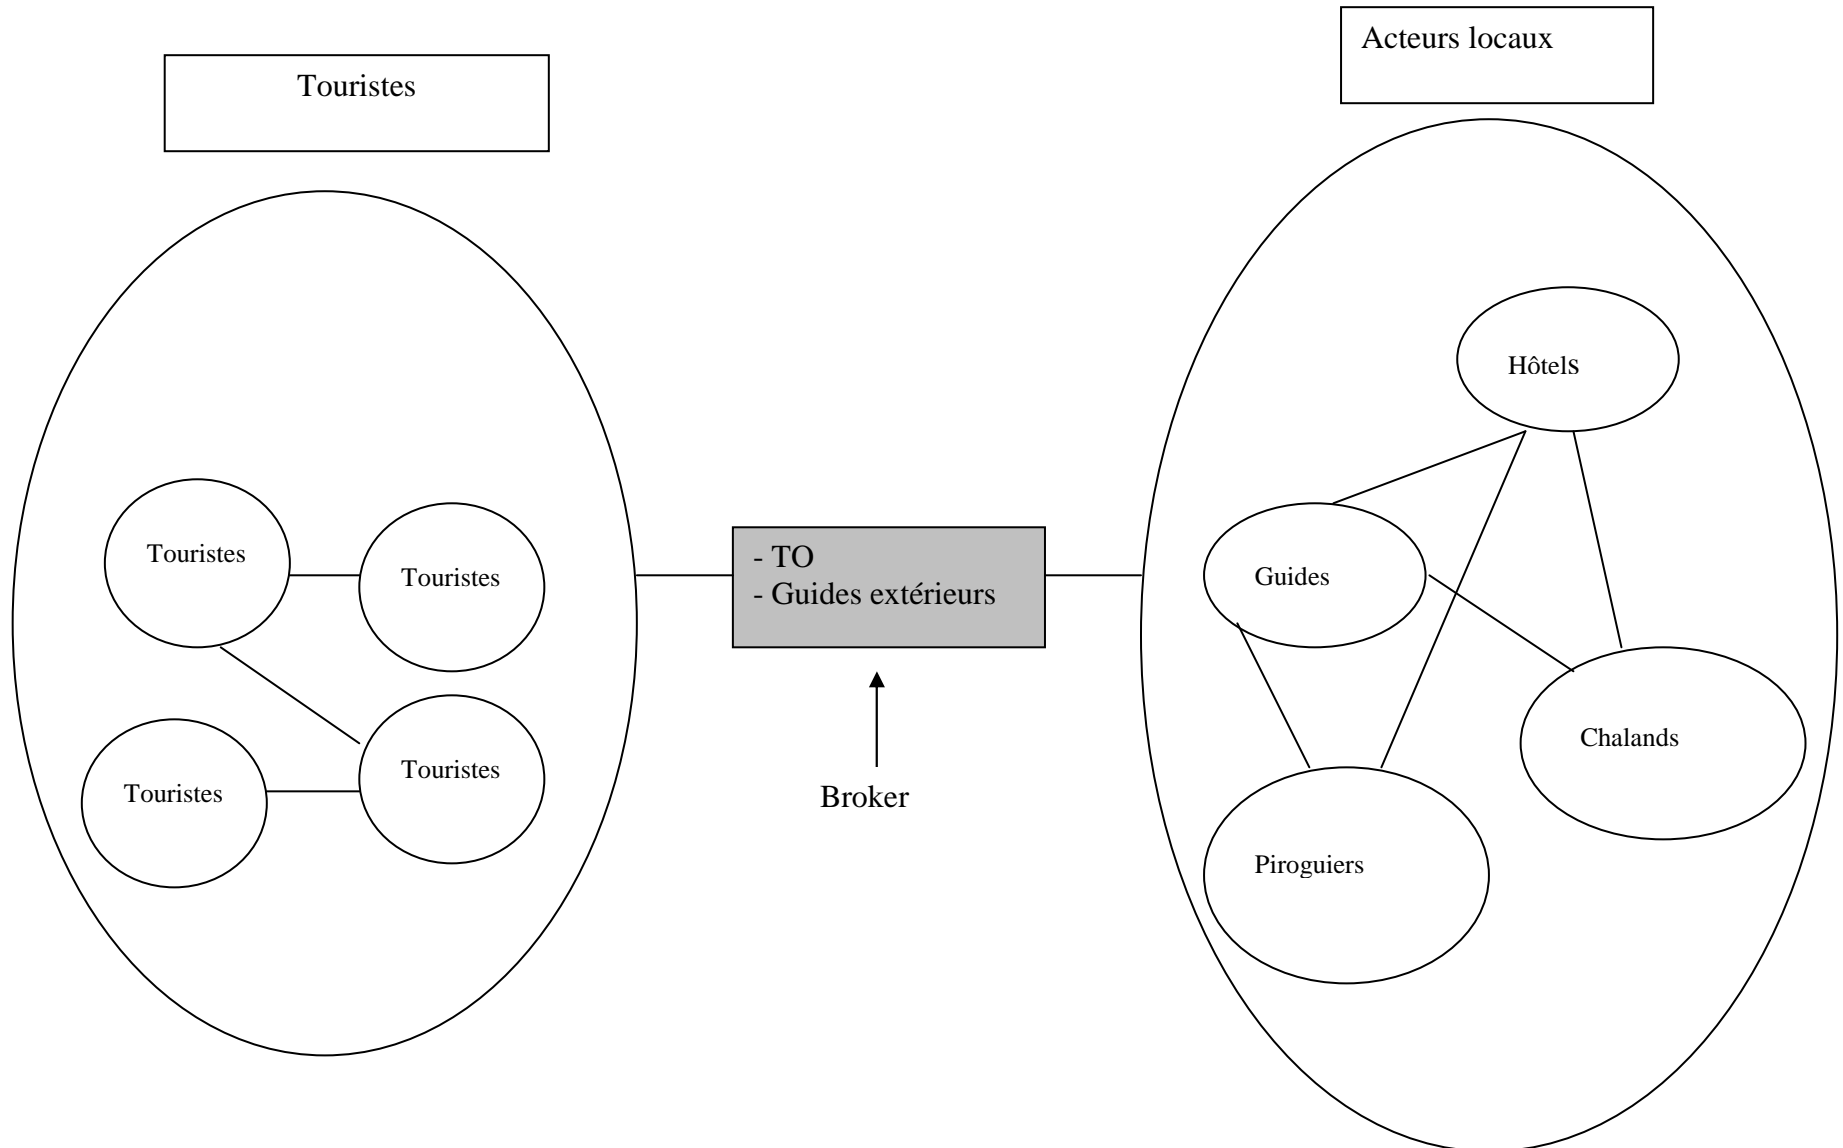 Touristes
Acteurs locaux
Touristes
Touristes
Touristes
Touristes
- TO
- Guides extérieurs
Broker
Hôtels
Guides
Chalands
Piroguiers